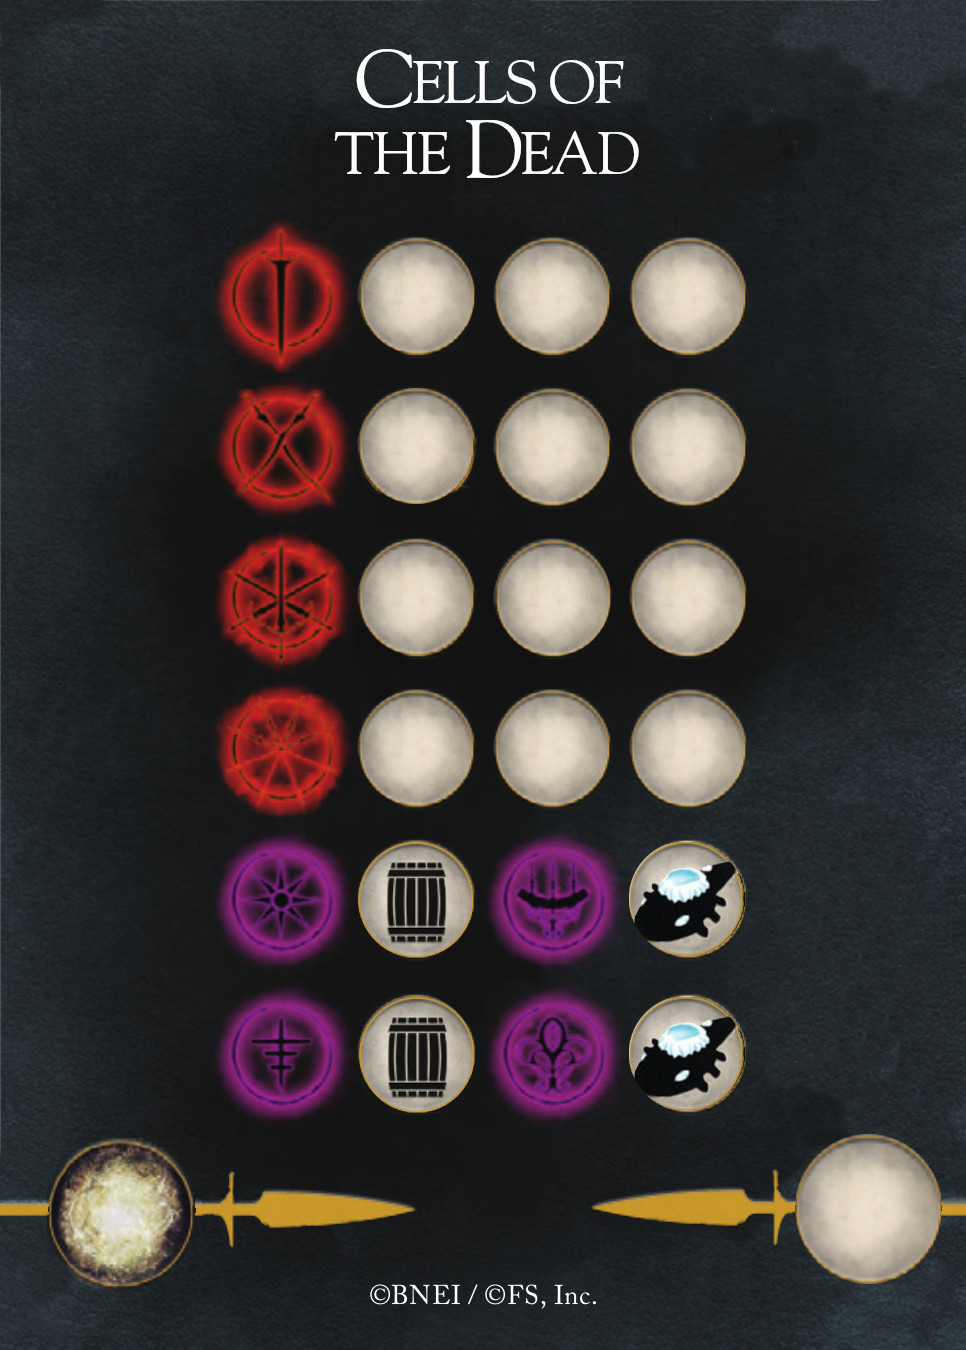 Cells of
the Dead
©BNEI / ©FS, Inc.